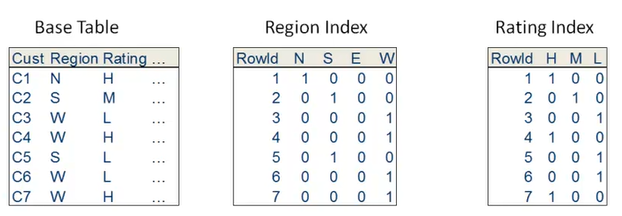 Base Table
Cust Region Rating ...
C1 N H ...
C2 S M ...
C3 W L ...
C4 W H ...
C5 S L ...
C6 W L ...
C7 W H ...
Region Index
RowId N S E W
1 1 0 0 0
2 0 1 0 0
3 0 0 0 1
4 0 0 0 1
5 0 1 0 0
6 0 0 0 1
7 0 0 0 1
Rating Index
RowId H M L
1 1 0 0
2 0 1 0
3 0 0 1
4 1 0 0
5 0 0 1
6 0 0 1
7 1 0 0